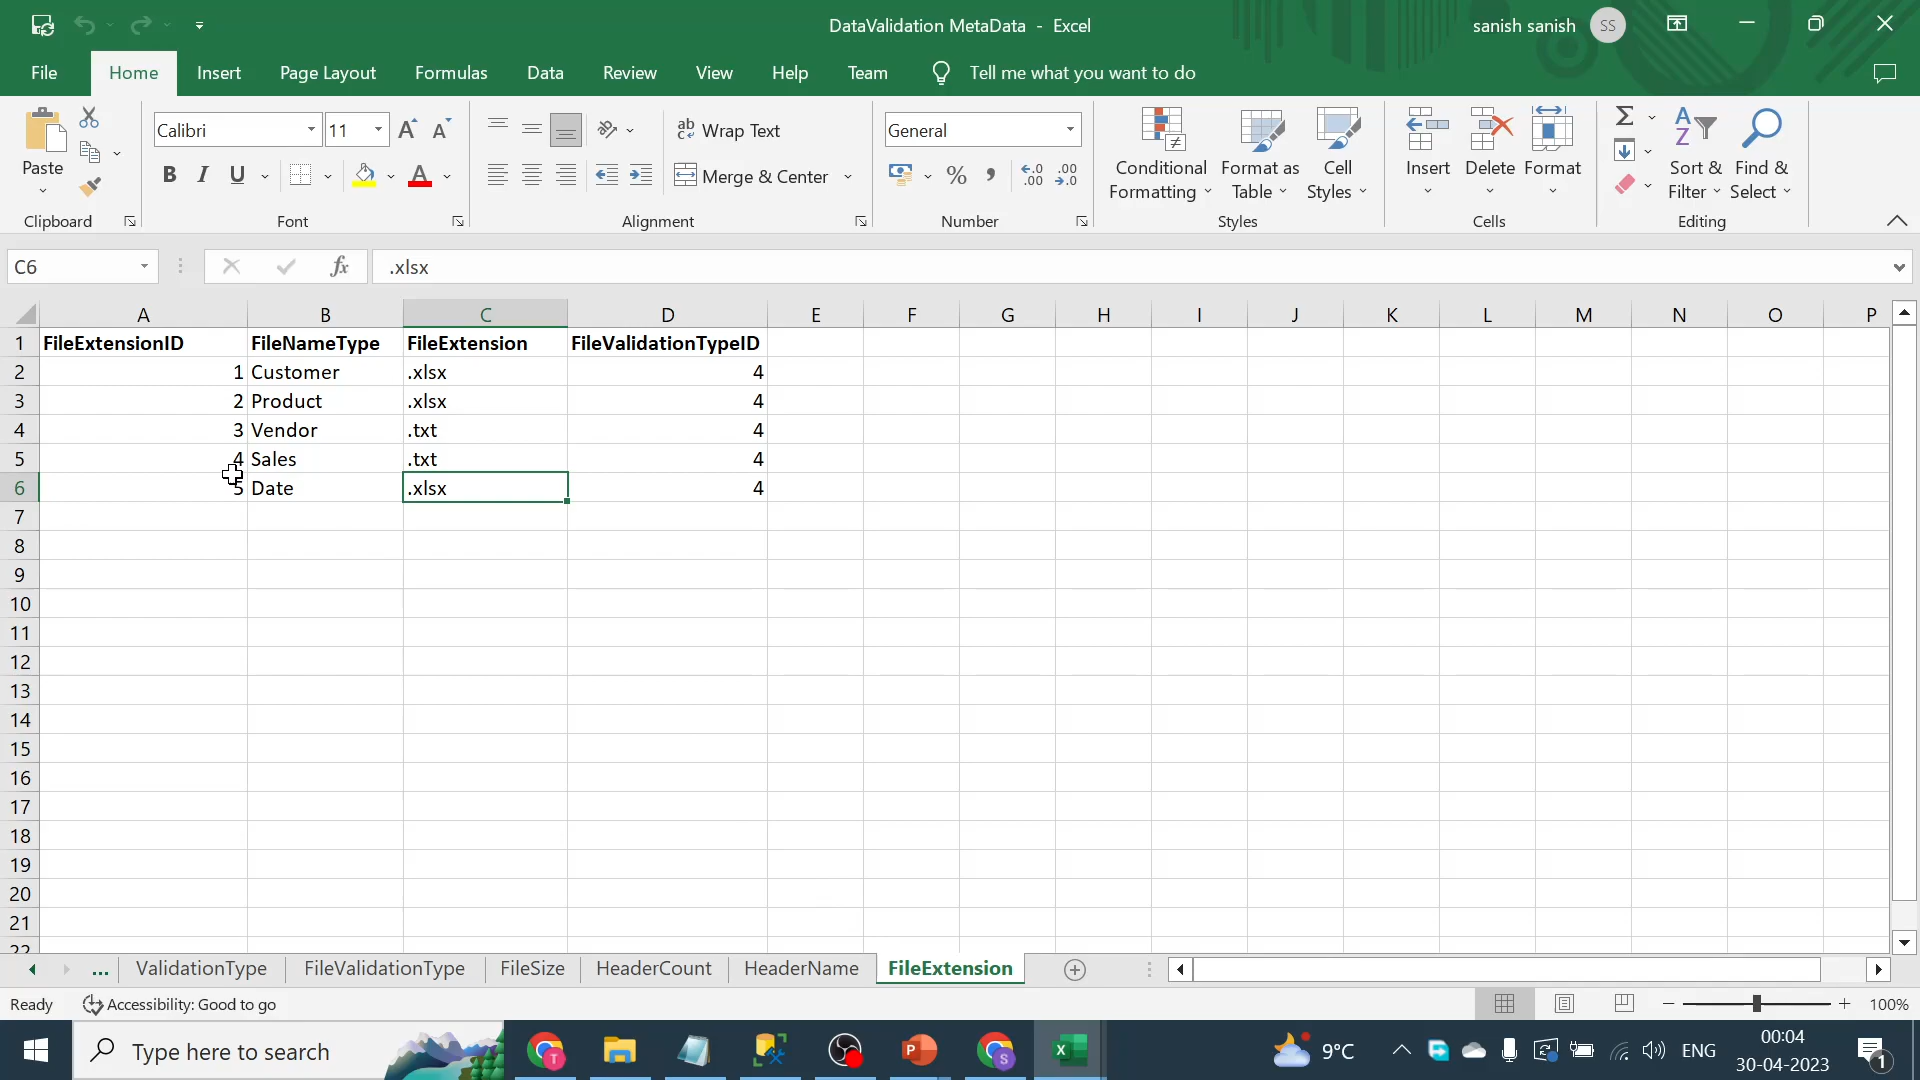 DataValidation MetaData - Excel
sanish sanish SS
File Home Insert Page Layout Formulas Data Review View Help Team Tell me what you want to do
Calibri 11 ab Wrap Text General
Paste B I U A Merge & Center % , Conditional Formatting Format as Table Cell Styles Insert Delete Format Sort & Filter Find & Select
Clipboard Font Alignment Number Styles Cells Editing
C6 fx .xlsx
A B C D E F G H I J K L M N O P
1 FileExtensionID FileNameType FileExtension FileValidationTypeID
2 1 Customer .xlsx 4
3 2 Product .xlsx 4
4 3 Vendor .txt 4
5 4 Sales .txt 4
6 5 Date .xlsx 4
7
8
9
10
11
12
13
14
15
16
17
18
19
20
21
22
... ValidationType FileValidationType FileSize HeaderCount HeaderName FileExtension
Ready Accessibility: Good to go 100%
Type here to search 9°C ENG 00:04
30-04-2023 1